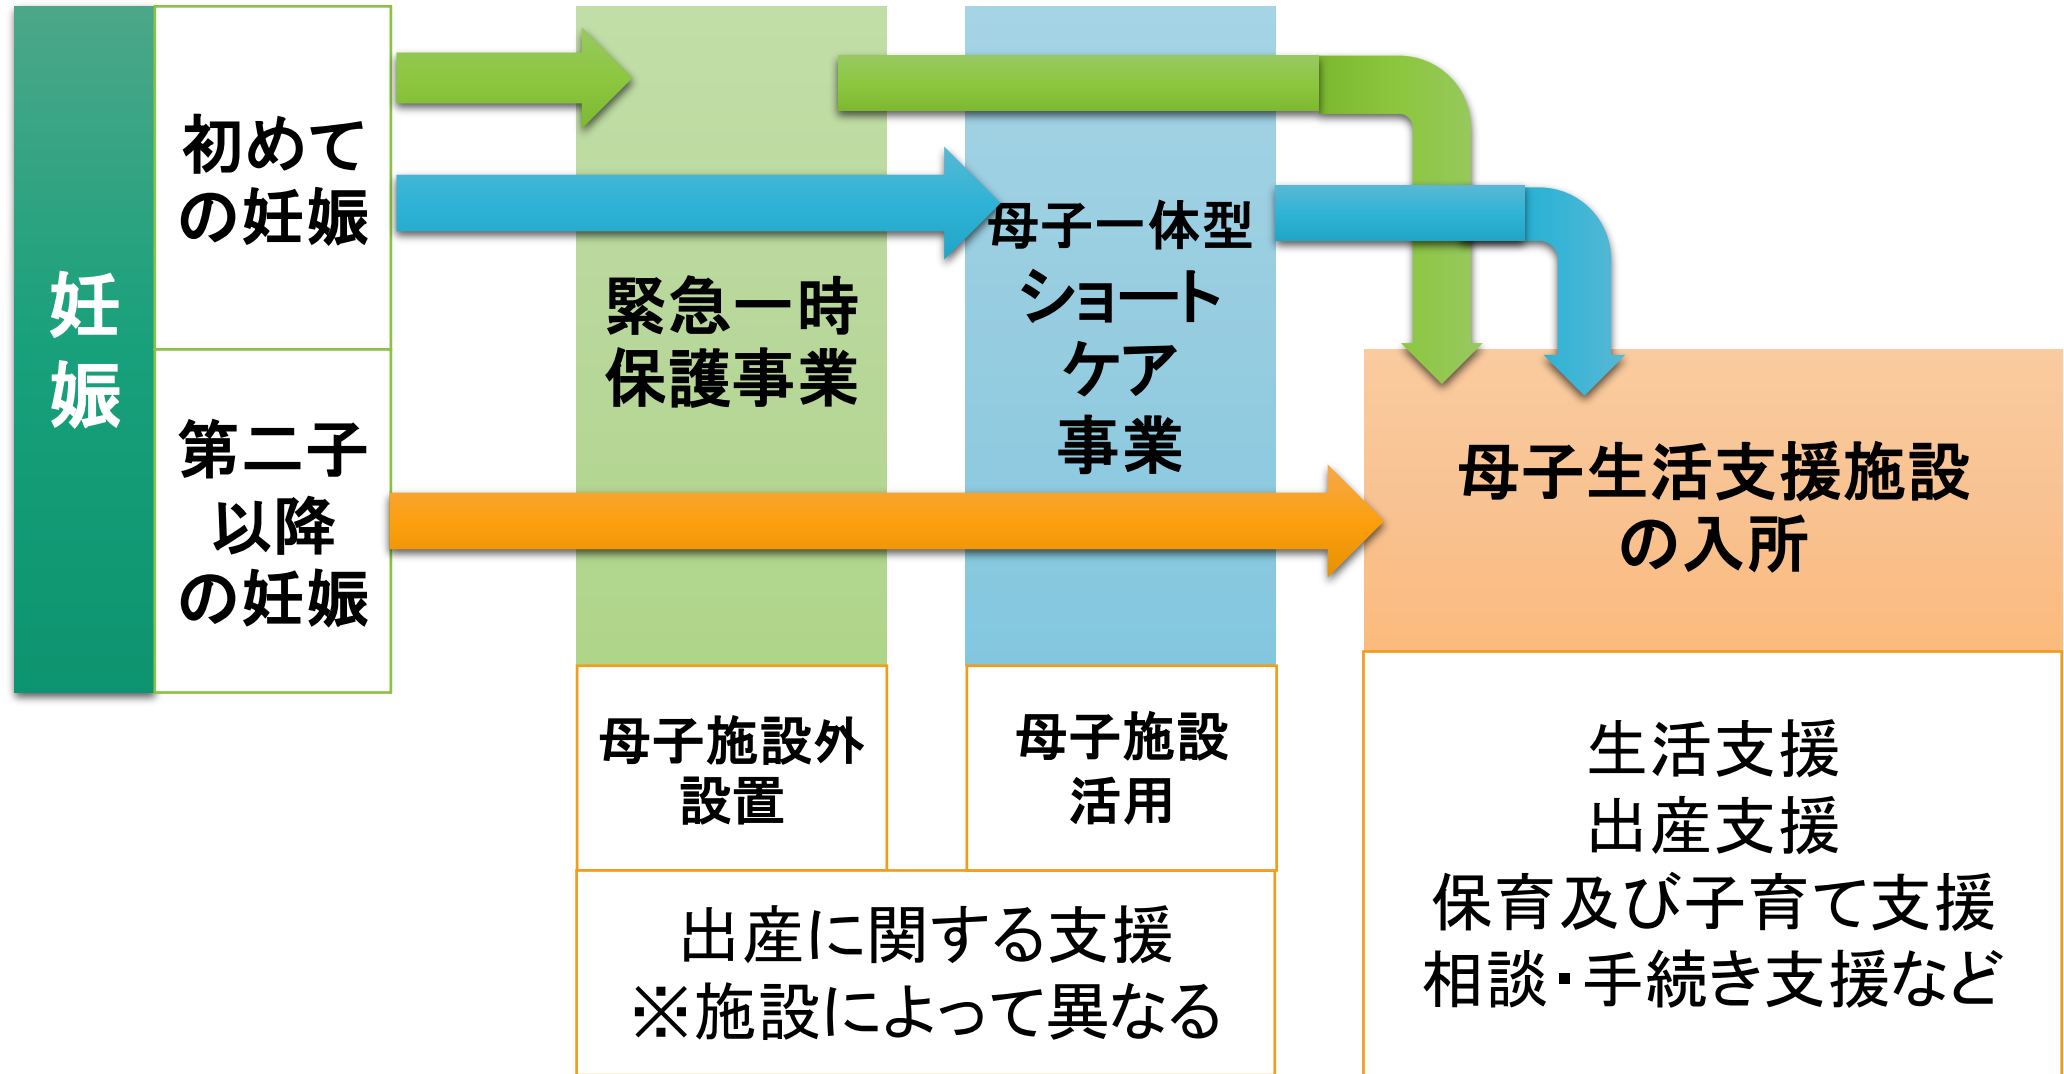 妊
娠
初めて
の妊娠
第二子
以降
の妊娠
緊急一時
保護事業
母子一体型
ショート
ケア
事業
母子生活支援施設
の入所
母子施設外
設置
母子施設
活用
出産に関する支援
※施設によって異なる
生活支援
出産支援
保育及び子育て支援
相談・手続き支援など